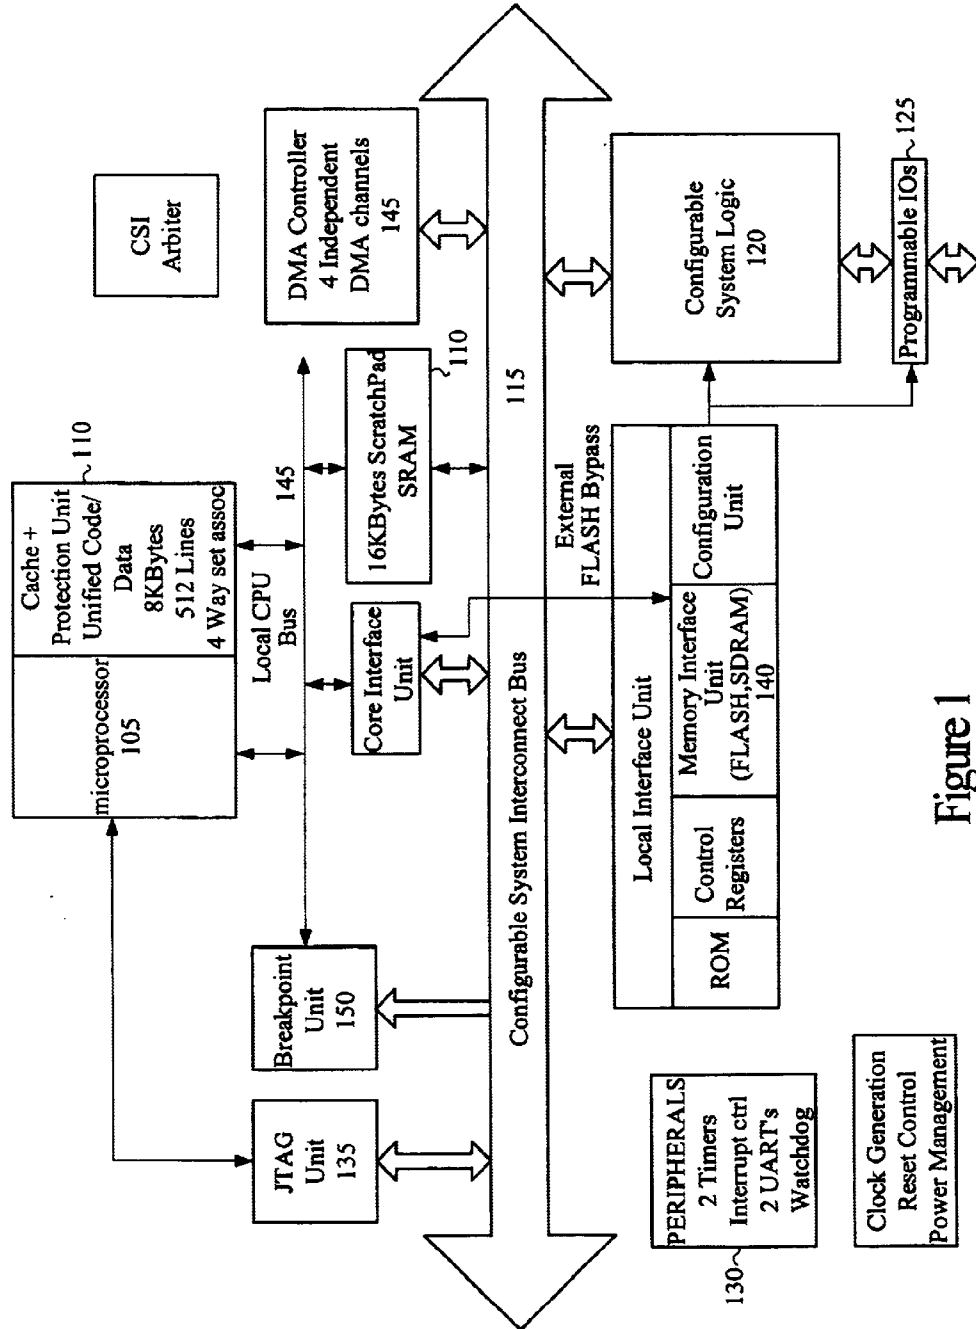 Cache +
Protection Unit
Unified Code/
Data
8KBytes
512 Lines
4 Way set assoc
110
microprocessor
105
CSI
Arbiter
JTAG
Unit
135
Breakpoint
Unit
150
Local CPU
Bus
145
Core Interface
Unit
16KBytes ScratchPad
SRAM
110
DMA Controller
4 Independent
DMA channels
145
Configurable System Interconnect Bus
115
External
FLASH Bypass
PERIPHERALS
2 Timers
Interrupt ctrl
2 UART's
Watchdog
130
Clock Generation
Reset Control
Power Management
Local Interface Unit
ROM
Control
Registers
Memory Interface
Unit
(FLASH,SDRAM)
140
Configuration
Unit
Configurable
System Logic
120
Programmable IOs
125
Figure 1